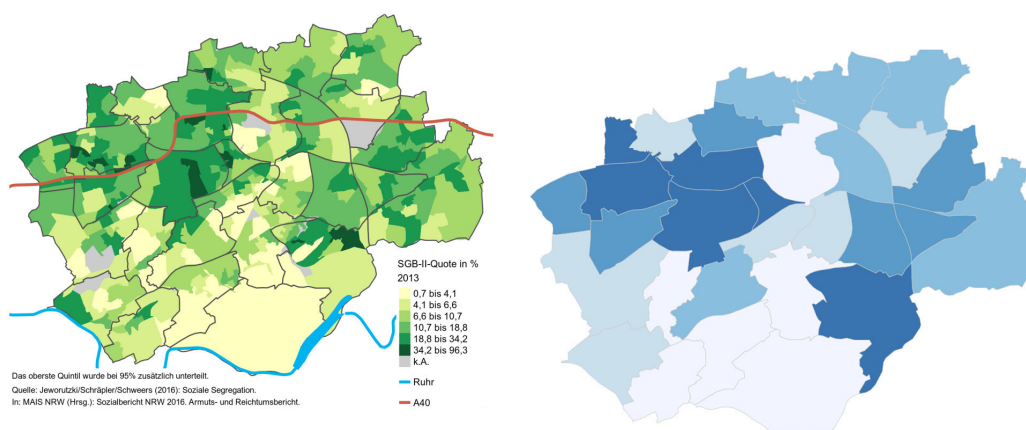 SGB-II-Quote in %
2013
0,7 bis 4,1
4,1 bis 6,6
6,6 bis 10,7
10,7 bis 18,8
18,8 bis 34,2
34,2 bis 96,3
k.A.
Ruhr
A40
Das oberste Quintil wurde bei 95% zusätzlich unterteilt.
Quelle: Jeworutzki/Schräpler/Schweers (2016): Soziale Segregation.
In: MAIS NRW (Hrsg.): Sozialbericht NRW 2016. Armuts- und Reichtumsbericht.